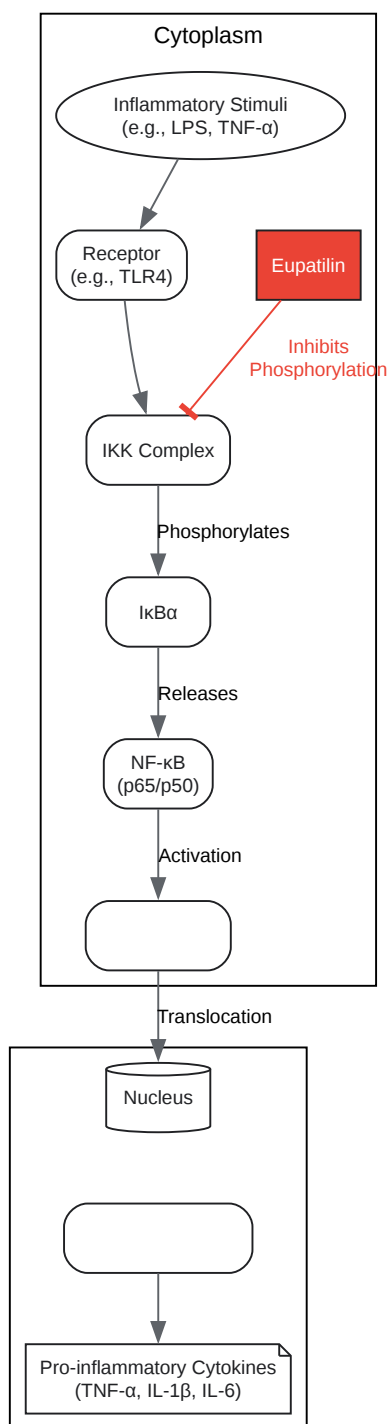 Cytoplasm
Inflammatory Stimuli
(e.g., LPS, TNF-α)
Receptor
(e.g., TLR4)
Eupatilin
Inhibits
Phosphorylation
IKK Complex
Phosphorylates
IκBα
Releases
NF-κB
(p65/p50)
Activation
Translocation
Nucleus
Pro-inflammatory Cytokines
(TNF-α, IL-1β, IL-6)